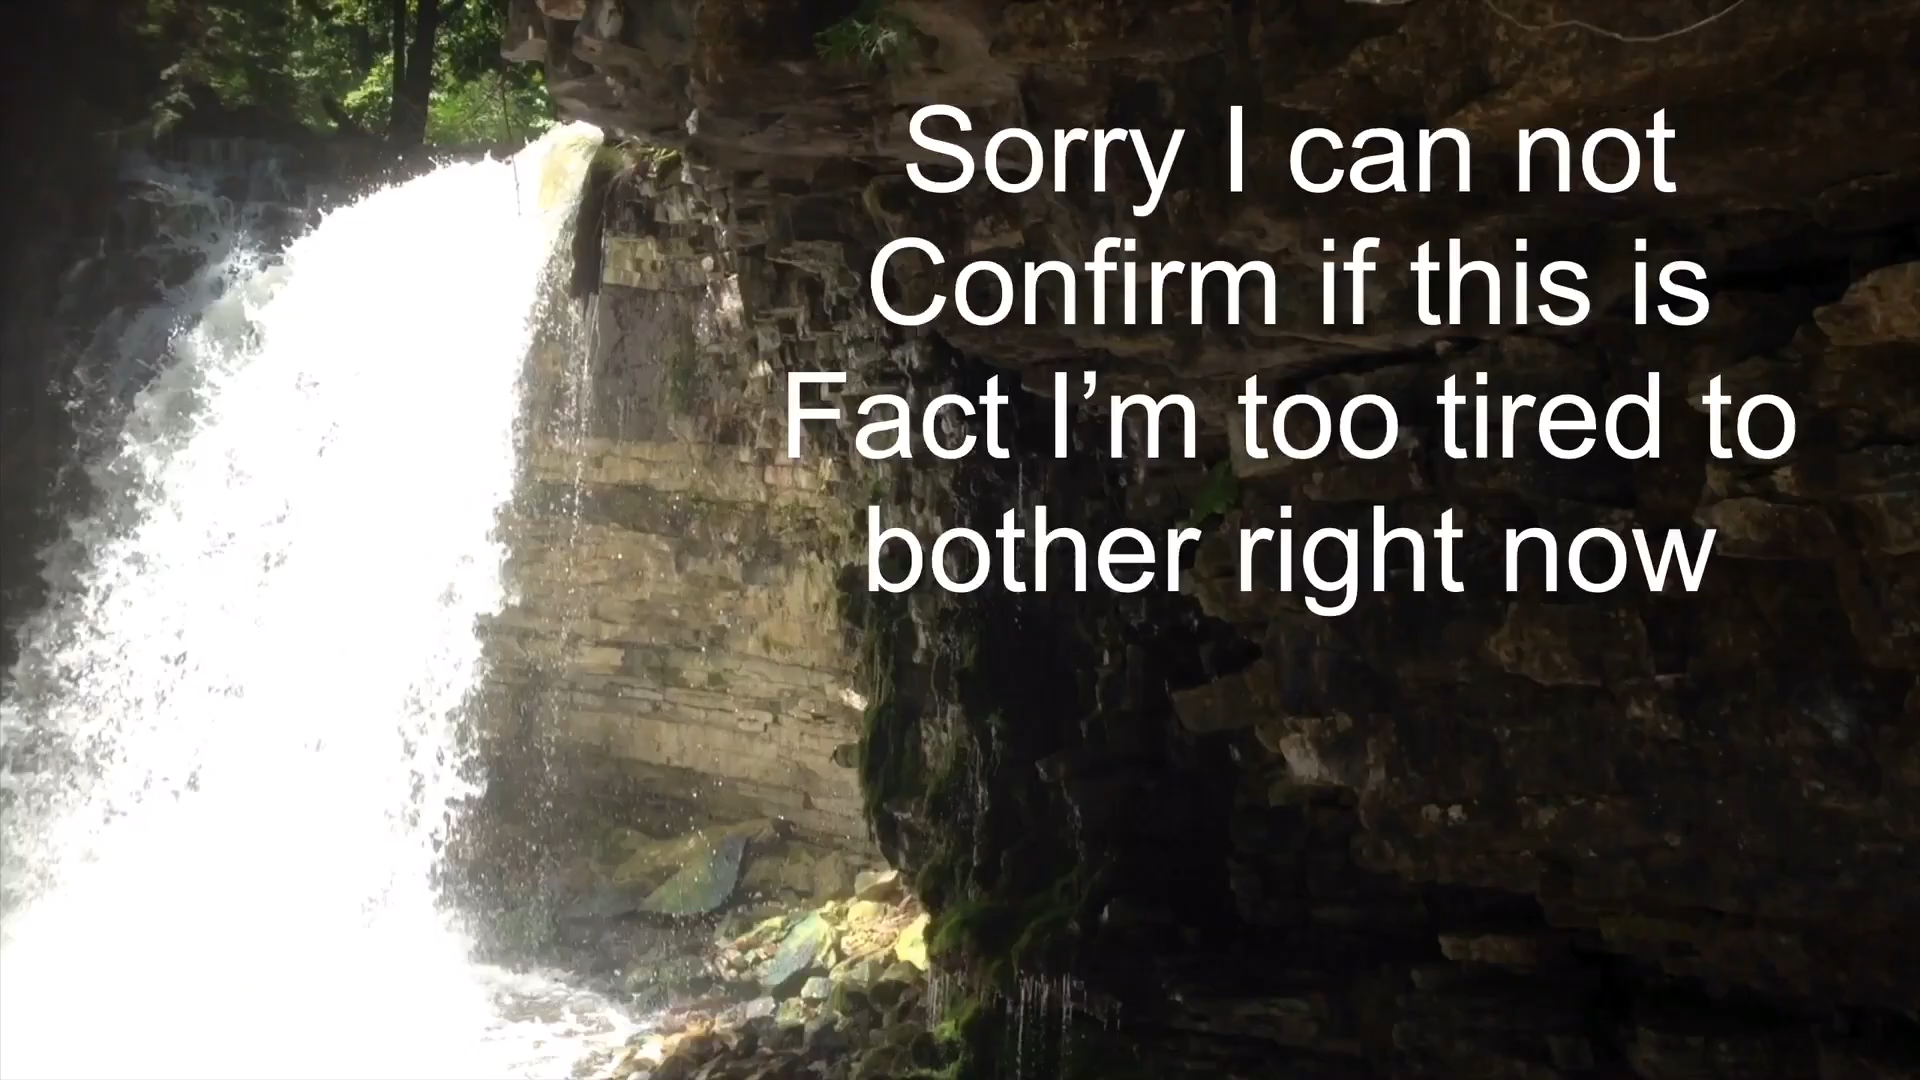 Sorry I can not
Confirm if this is
Fact I’m too tired to
bother right now